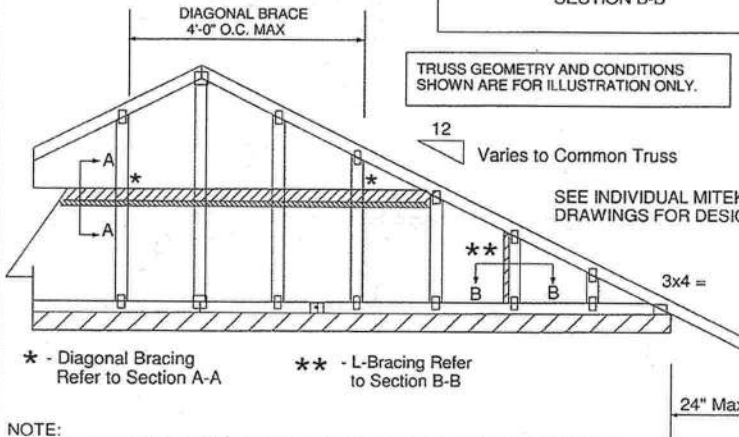 SECTION B-B
DIAGONAL BRACE
4'-0" O.C. MAX
TRUSS GEOMETRY AND CONDITIONS
SHOWN ARE FOR ILLUSTRATION ONLY.
12
Varies to Common Truss
A
*
*
SEE INDIVIDUAL MITEK
DRAWINGS FOR
A
**
B
B
3x4 =
* - Diagonal Bracing
Refer to Section A-A
** - L-Bracing Refer
to Section B-B
24" Max
NOTE: